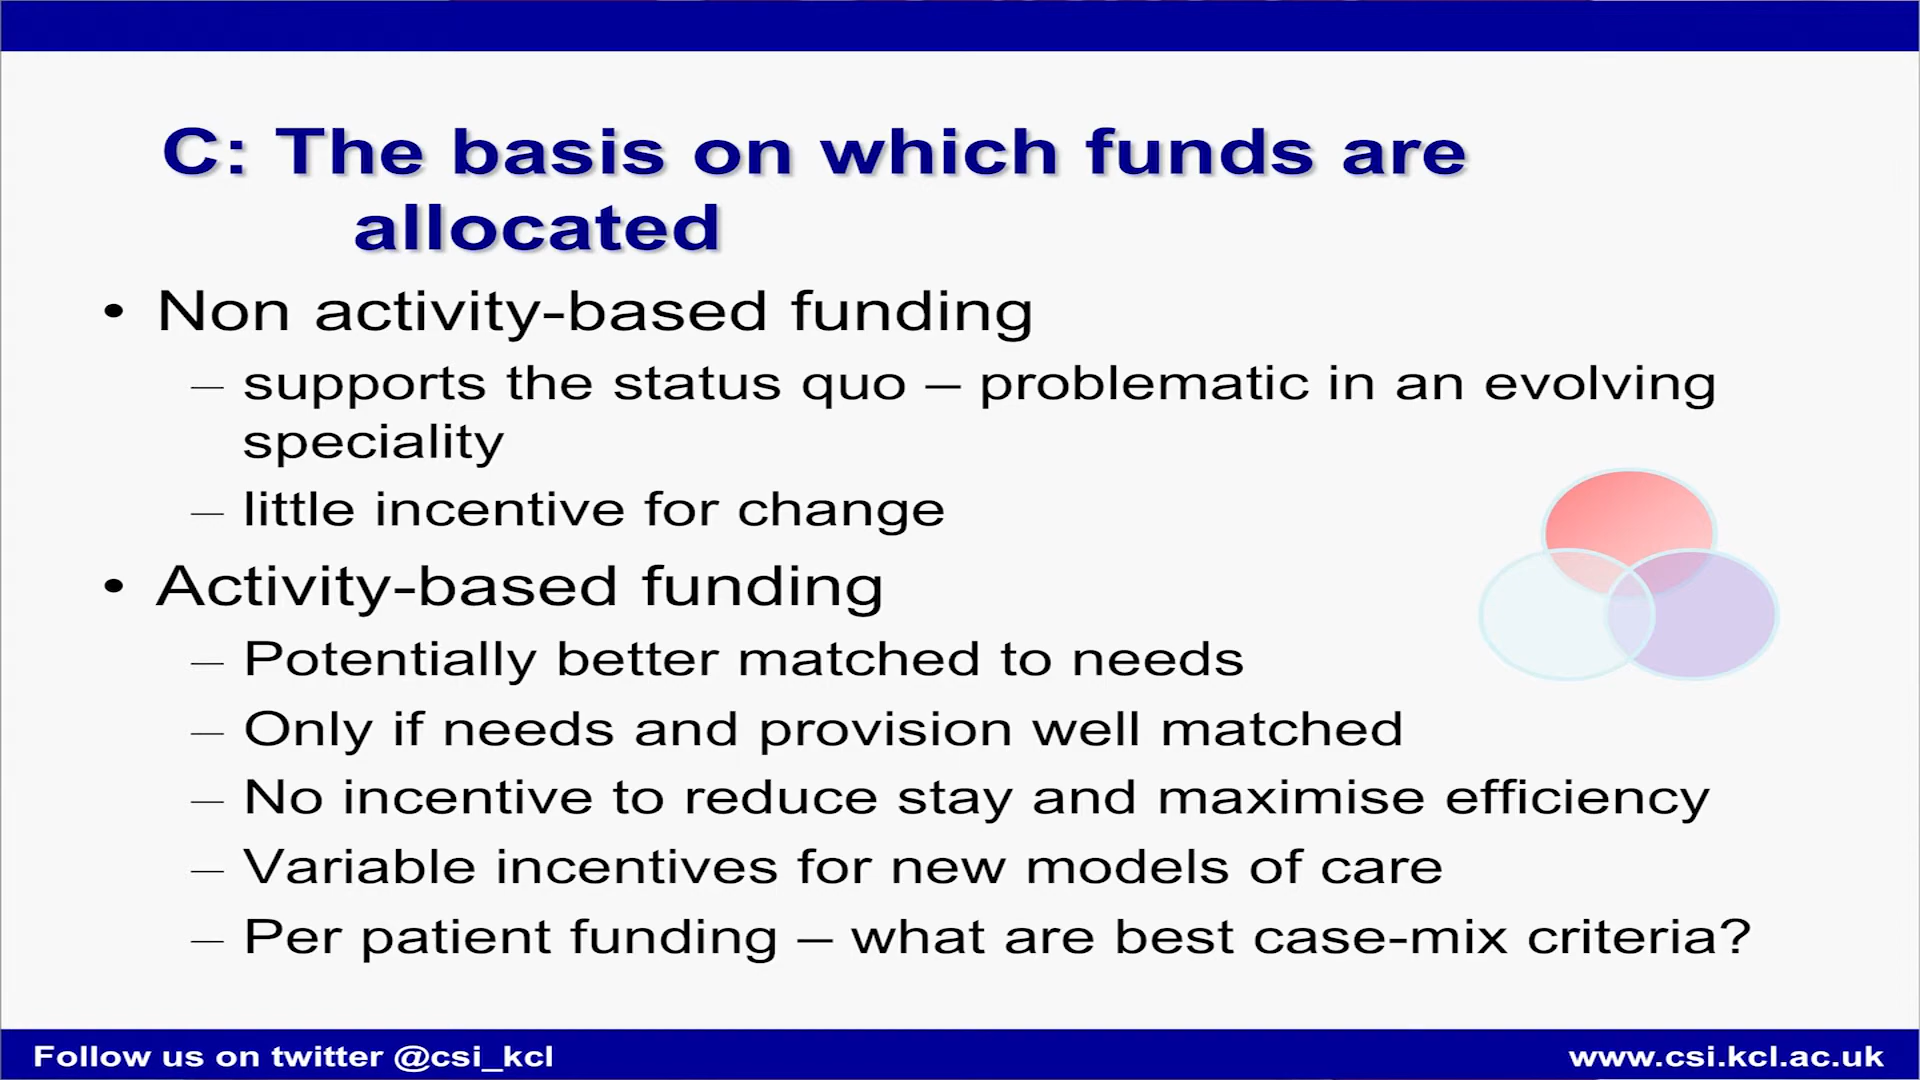 C: The basis on which funds are
allocated
• Non activity-based funding
– supports the status quo – problematic in an evolving
speciality
– little incentive for change
• Activity-based funding
– Potentially better matched to needs
– Only if needs and provision well matched
– No incentive to reduce stay and maximise efficiency
– Variable incentives for new models of care
– Per patient funding – what are best case-mix criteria?
Follow us on twitter @csi_kcl
www.csi.kcl.ac.uk